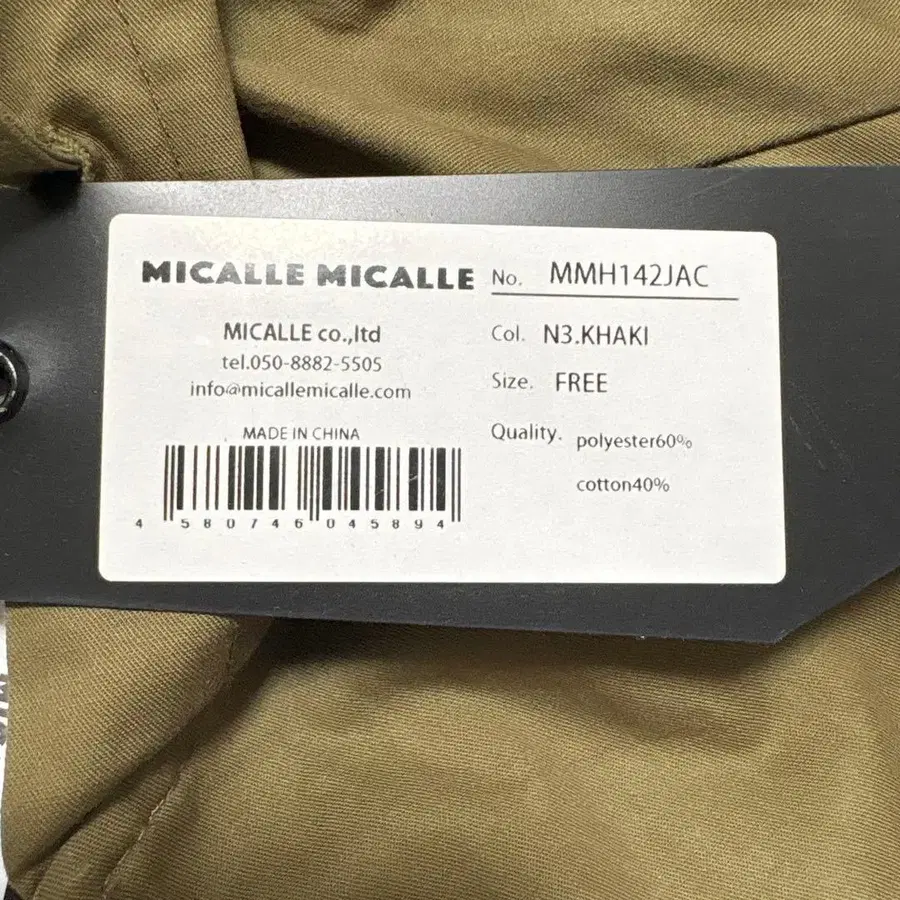 MICALLE MICALLE
MICALLE co.,ltd
tel.050-8882-5505
info@micallemicalle.com
MADE IN CHINA
4 580746 045894
No. MMH142JAC
Col. N3.KHAKI
Size. FREE
Quality. polyester60%
cotton40%